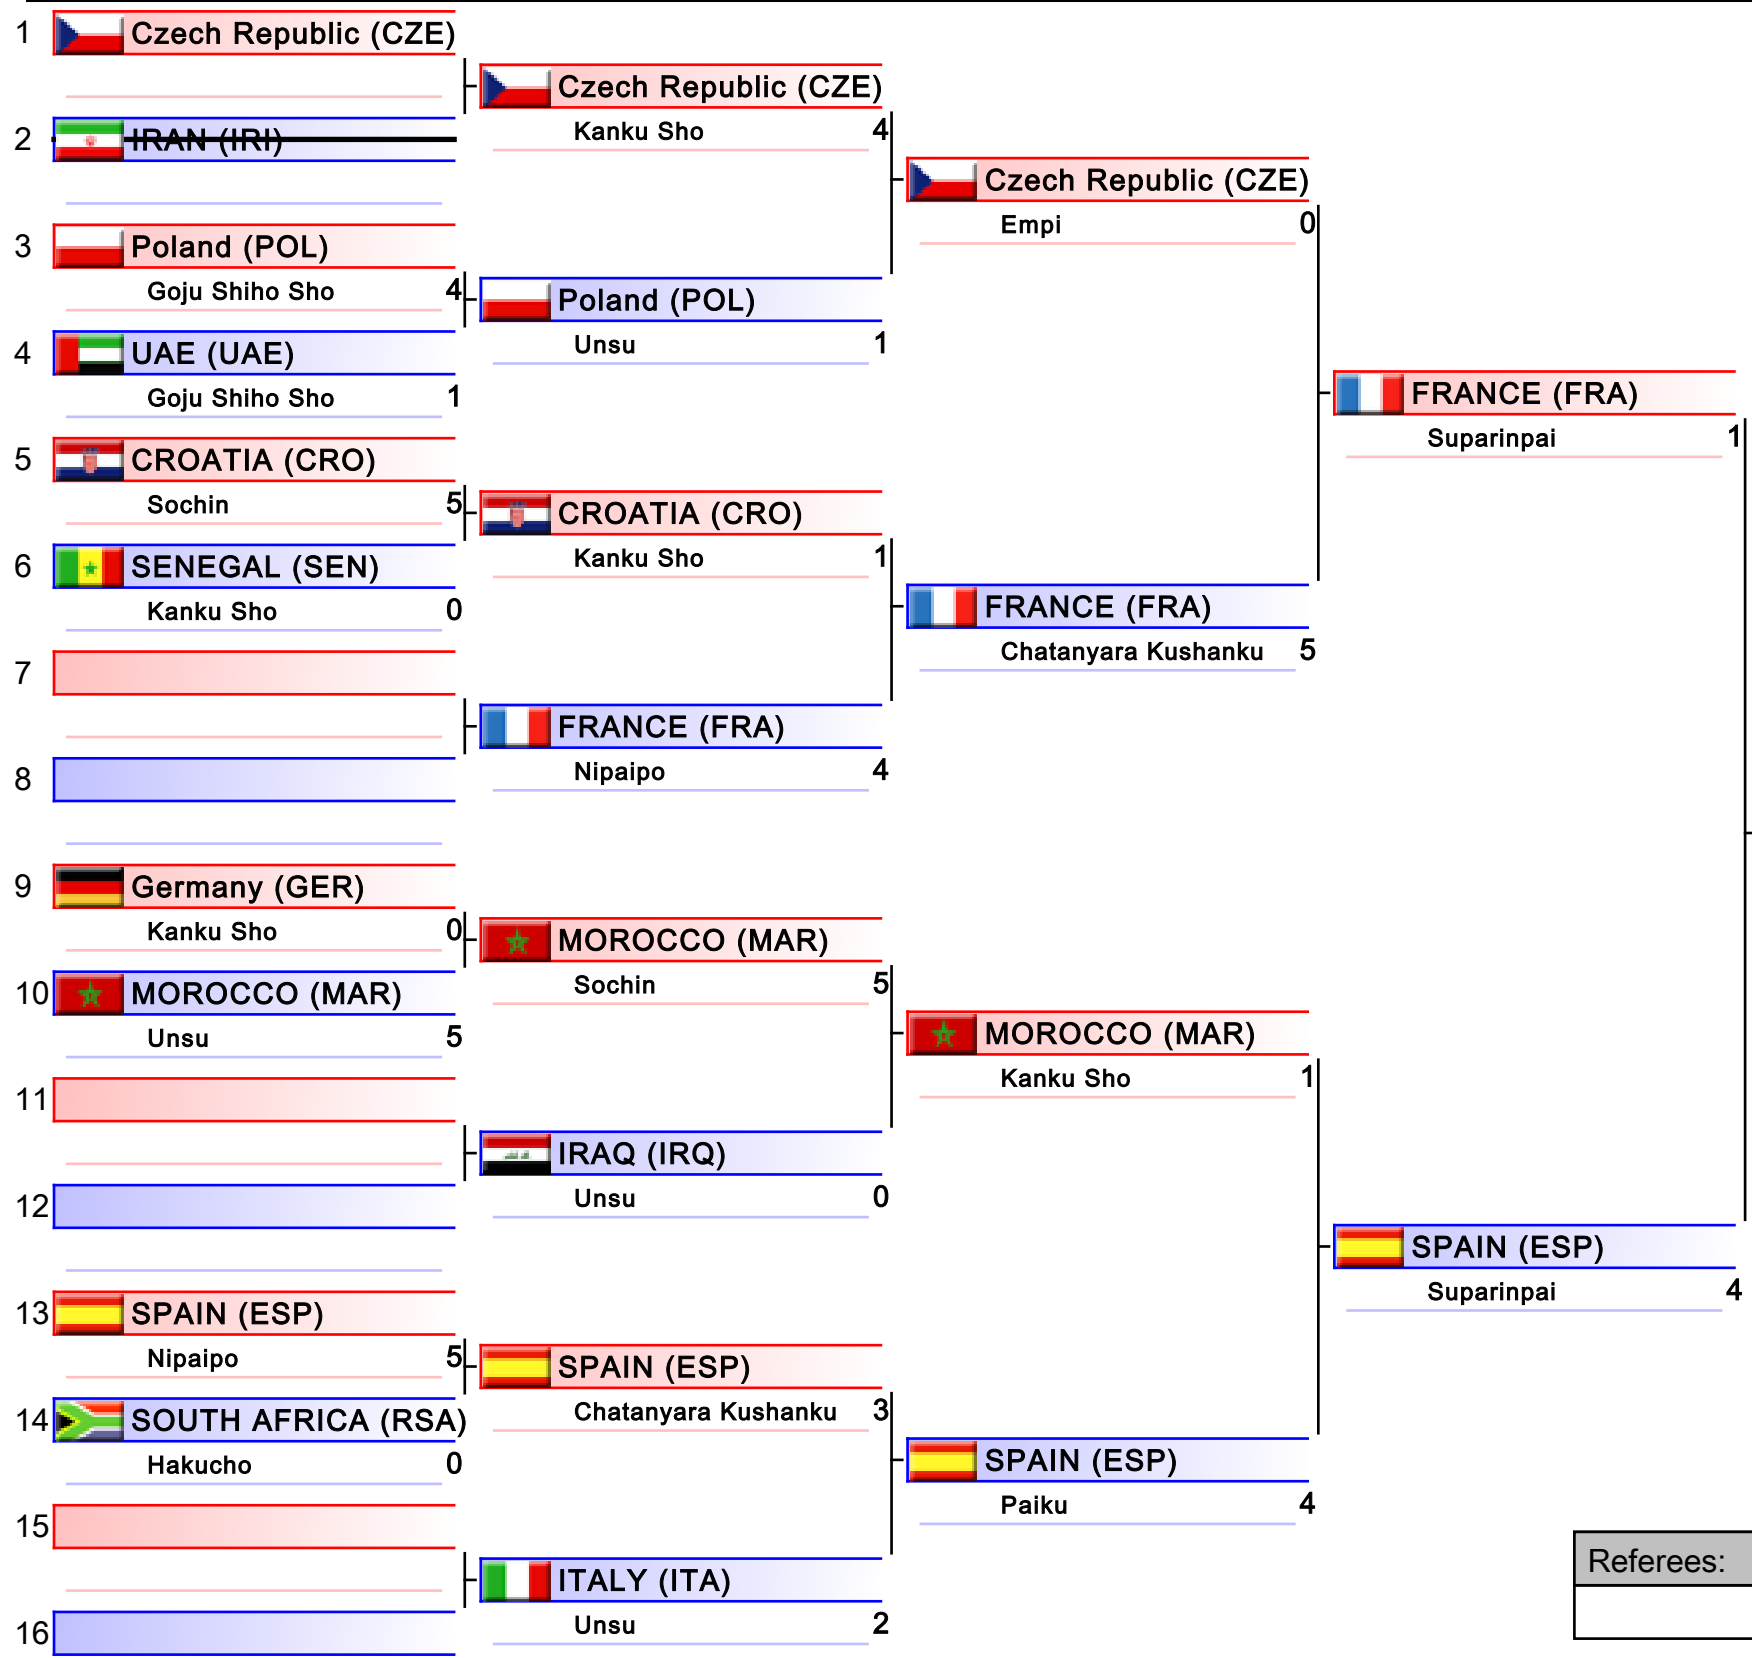 1
Czech Republic (CZE)
2
IRAN (IRI)
3
Poland (POL)
Goju Shiho Sho 4
4
UAE (UAE)
Goju Shiho Sho 1
5
CROATIA (CRO)
Sochin 5
6
SENEGAL (SEN)
Kanku Sho 0
7
8
9
Germany (GER)
Kanku Sho 0
10
MOROCCO (MAR)
Unsu 5
11
12
13
SPAIN (ESP)
Nipaipo 5
14
SOUTH AFRICA (RSA)
Hakucho 0
15
16
Czech Republic (CZE)
Kanku Sho 4
Poland (POL)
Unsu 1
CROATIA (CRO)
Kanku Sho 1
FRANCE (FRA)
Nipaipo 4
MOROCCO (MAR)
Sochin 5
IRAQ (IRQ)
Unsu 0
SPAIN (ESP)
Chatanyara Kushanku 3
ITALY (ITA)
Unsu 2
Czech Republic (CZE)
Empi 0
FRANCE (FRA)
Chatanyara Kushanku 5
MOROCCO (MAR)
Kanku Sho 1
SPAIN (ESP)
Paiku 4
FRANCE (FRA)
Suparinpai 1
SPAIN (ESP)
Suparinpai 4
Referees: